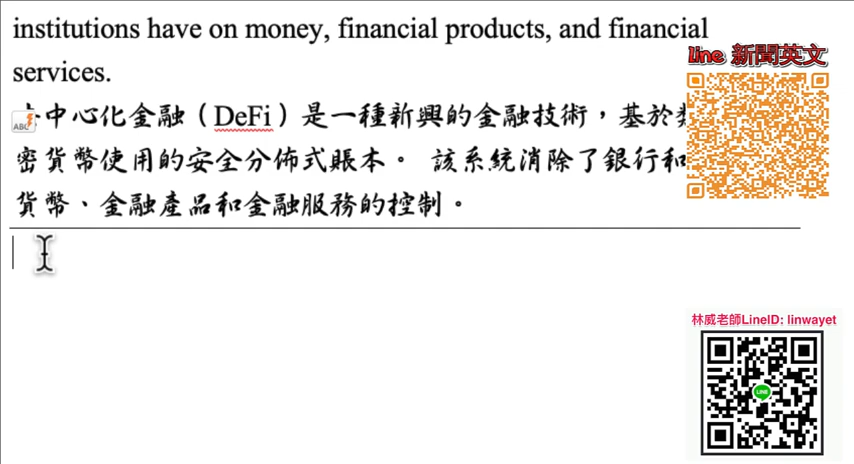 institutions have on money, financial products, and financial
services.
中心化金融（DeFi）是一種新興的金融技術，基於
密貨幣使用的安全分佈式賬本。 該系統消除了銀行和
貨幣、金融產品和金融服務的控制。
Line 新聞英文
林威老師LineID: linwayet
LINE
ABC